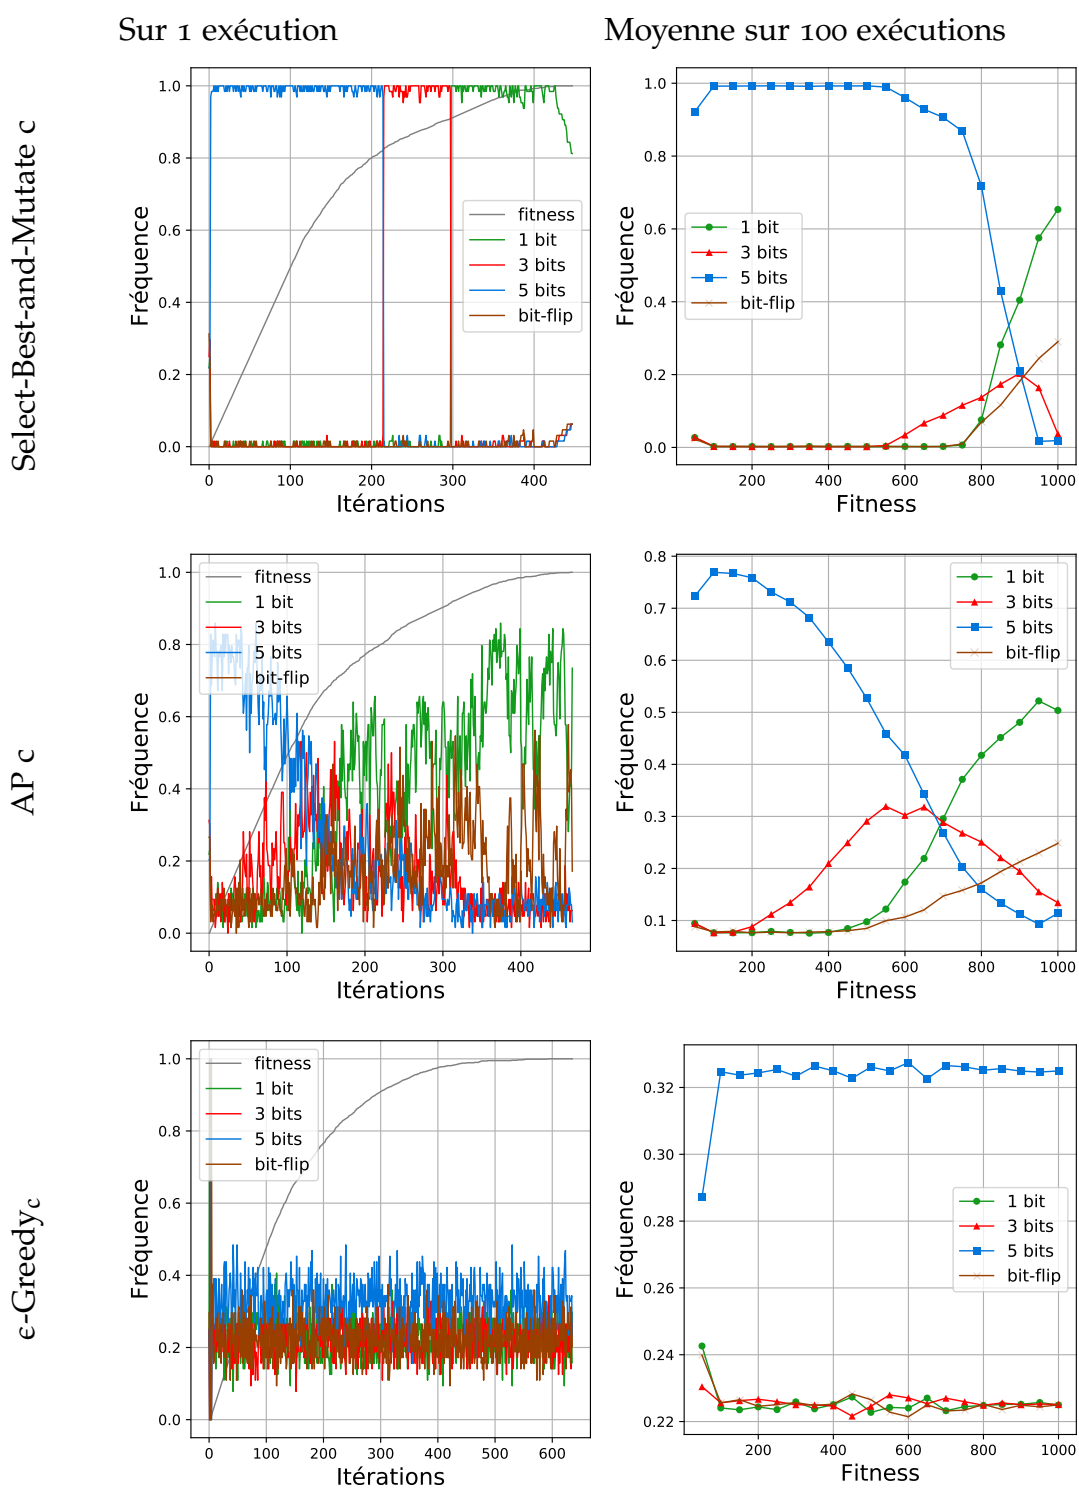 Sur 1 exécution
Moyenne sur 100 exécutions
Select-Best-and-Mutate c
Fréquence
1.0
0.8
0.6
0.4
0.2
0.0
fitness
1 bit
3 bits
5 bits
bit-flip
0 100 200 300 400
Itérations
Fréquence
1.0
0.8
0.6
0.4
0.2
0.0
1 bit
3 bits
5 bits
bit-flip
200 400 600 800 1000
Fitness
AP c
Fréquence
1.0
0.8
0.6
0.4
0.2
0.0
fitness
1 bit
3 bits
5 bits
bit-flip
0 100 200 300 400
Itérations
Fréquence
0.8
0.7
0.6
0.5
0.4
0.3
0.2
0.1
1 bit
3 bits
5 bits
bit-flip
200 400 600 800 1000
Fitness
ϵ-Greedyc
Fréquence
1.0
0.8
0.6
0.4
0.2
0.0
fitness
1 bit
3 bits
5 bits
bit-flip
0 100 200 300 400 500 600
Itérations
Fréquence
0.32
0.30
0.28
0.26
0.24
0.22
1 bit
3 bits
5 bits
bit-flip
200 400 600 800 1000
Fitness